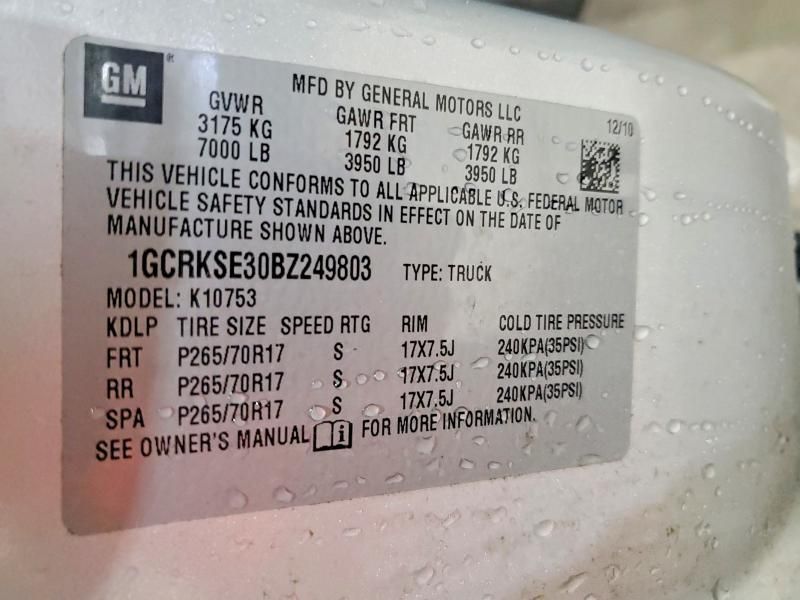 GM®
MFD BY GENERAL MOTORS LLC
12/10
GVWR GAWR FRT GAWR RR
3175 KG 1792 KG 1792 KG
7000 LB 3950 LB 3950 LB
THIS VEHICLE CONFORMS TO ALL APPLICABLE U.S. FEDERAL MOTOR
VEHICLE SAFETY STANDARDS IN EFFECT ON THE DATE OF
MANUFACTURE SHOWN ABOVE.
1GCRKSE30BZ249803 TYPE: TRUCK
MODEL: K10753
KDLP TIRE SIZE SPEED RTG RIM COLD TIRE PRESSURE
FRT P265/70R17 S 17X7.5J 240KPA(35PSI)
RR P265/70R17 S 17X7.5J 240KPA(35PSI)
SPA P265/70R17 S 17X7.5J 240KPA(35PSI)
SEE OWNER'S MANUAL FOR MORE INFORMATION.